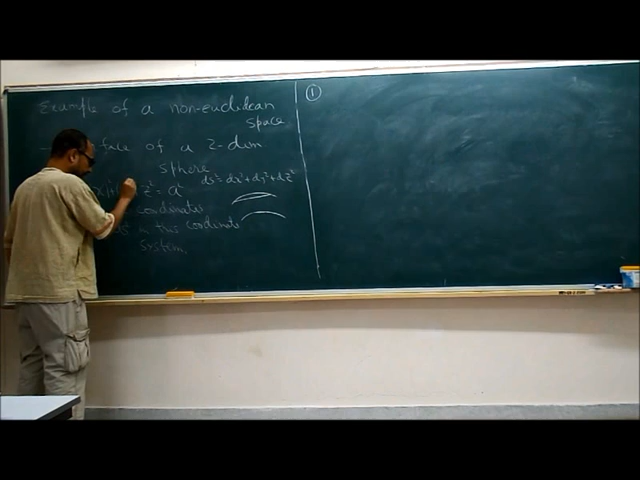 Example of a non-euclidean
space
face of a 2-dim
sphere
z² = a² ds² = dx² + dy² + dz²
ordinates
in this coordinate
system.
①